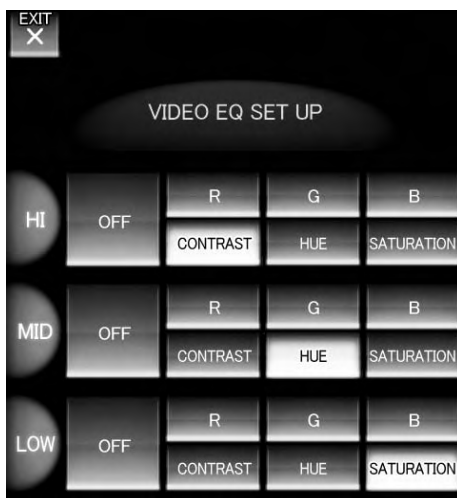 EXIT
×
VIDEO EQ SET UP
HI
OFF
R G B
CONTRAST HUE SATURATION
MID
OFF
R G B
CONTRAST HUE SATURATION
LOW
OFF
R G B
CONTRAST HUE SATURATION